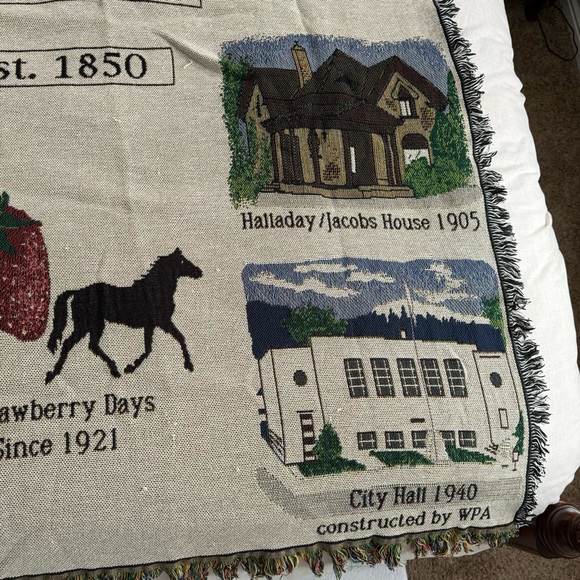 st. 1850
Halladay/Jacobs House 1905
awberry Days
Since 1921
City Hall 1940
constructed by WPA